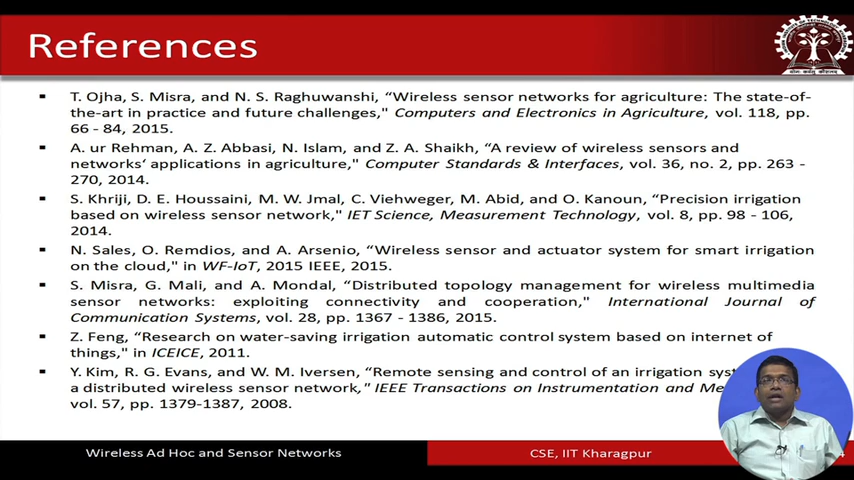 References
T. Ojha, S. Misra, and N. S. Raghuwanshi, “Wireless sensor networks for agriculture: The state-of-
the-art in practice and future challenges," Computers and Electronics in Agriculture, vol. 118, pp.
66 - 84, 2015.
A. ur Rehman, A. Z. Abbasi, N. Islam, and Z. A. Shaikh, “A review of wireless sensors and
networks‘ applications in agriculture," Computer Standards & Interfaces, vol. 36, no. 2, pp. 263 -
270, 2014.
S. Khriji, D. E. Houssaini, M. W. Jmal, C. Viehweger, M. Abid, and O. Kanoun, “Precision irrigation
based on wireless sensor network," IET Science, Measurement Technology, vol. 8, pp. 98 - 106,
2014.
N. Sales, O. Remdios, and A. Arsenio, “Wireless sensor and actuator system for smart irrigation
on the cloud," in WF-IoT, 2015 IEEE, 2015.
S. Misra, G. Mali, and A. Mondal, “Distributed topology management for wireless multimedia
sensor networks: exploiting connectivity and cooperation," International Journal of
Communication Systems, vol. 28, pp. 1367 - 1386, 2015.
Z. Feng, “Research on water-saving irrigation automatic control system based on internet of
things," in ICEICE, 2011.
Y. Kim, R. G. Evans, and W. M. Iversen, “Remote sensing and control of an irrigation
a distributed wireless sensor network," IEEE Transactions on Instrumentation and
vol. 57, pp. 1379-1387, 2008.
Wireless Ad Hoc and Sensor Networks
CSE, IIT Kharagpur